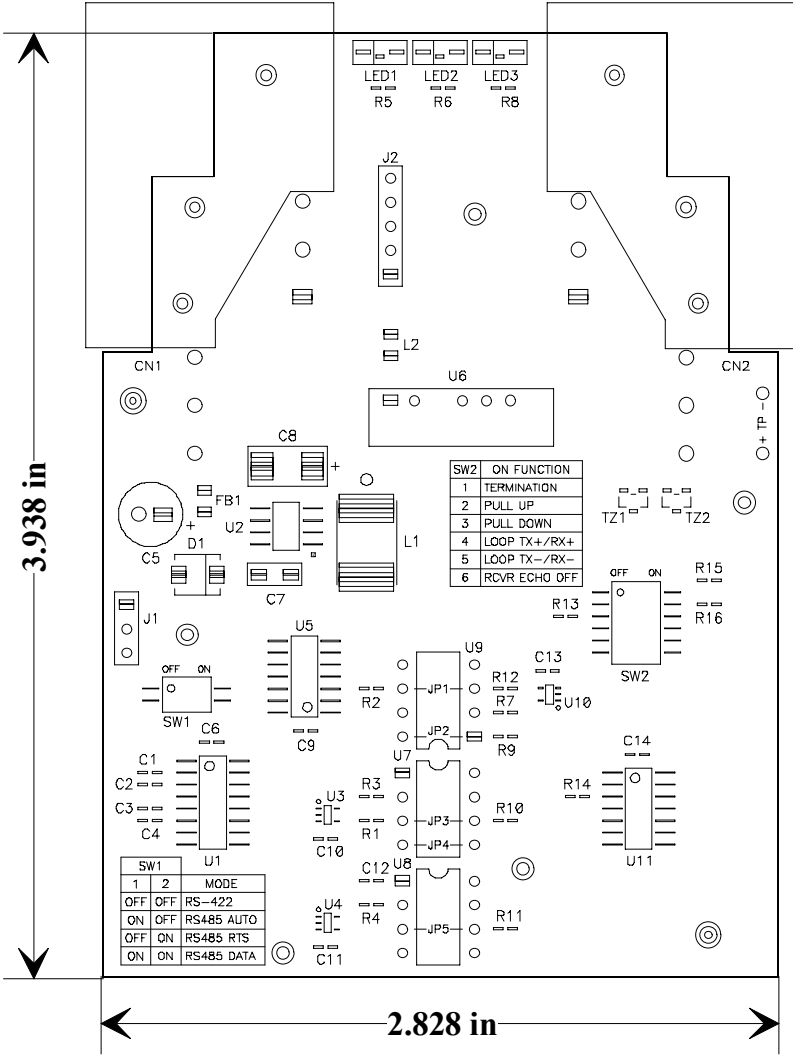 LED1 LED2 LED3
R5 R6 R8
J2
L2
CN1 CN2
U6
+ TP -
C8
+
SW2 ON FUNCTION
1 TERMINATION
2 PULL UP
3 PULL DOWN
4 LOOP TX+/RX+
5 LOOP TX-/RX-
6 RCVR ECHO OFF
FB1
TZ1 TZ2
+
U2
C5 D1 L1
3.938 in
OFF ON
R15
C7
R13
R16
J1
U5
U9
C13
SW2
OFF ON
R2 JP1 R12
U10
SW1
R7
C6
C9
JP2
R9
U7
C14
C1
C2
R3
R14
U3
C3
C4
R1 JP3 R10
C10
JP4
U1
U8
U11
SW1
1 2 MODE
OFF OFF RS-422
ON OFF RS485 AUTO
OFF ON RS485 RTS
ON ON RS485 DATA
C12
U4
R4
JP5 R11
C11
2.828 in